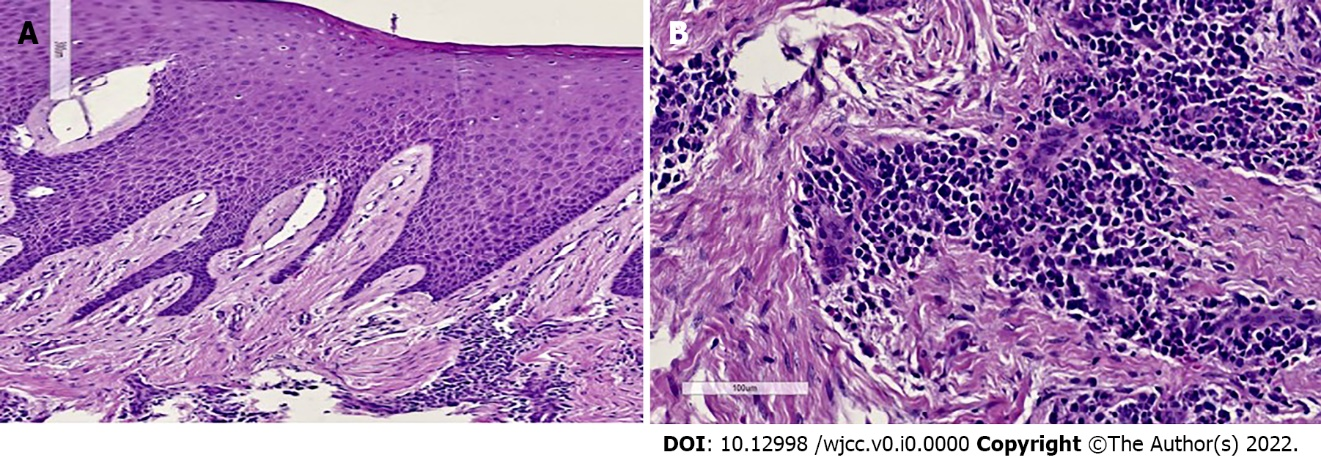 A
B
100um
DOI: 10.12998 /wjcc.v0.i0.0000 Copyright ©The Author(s) 2022.